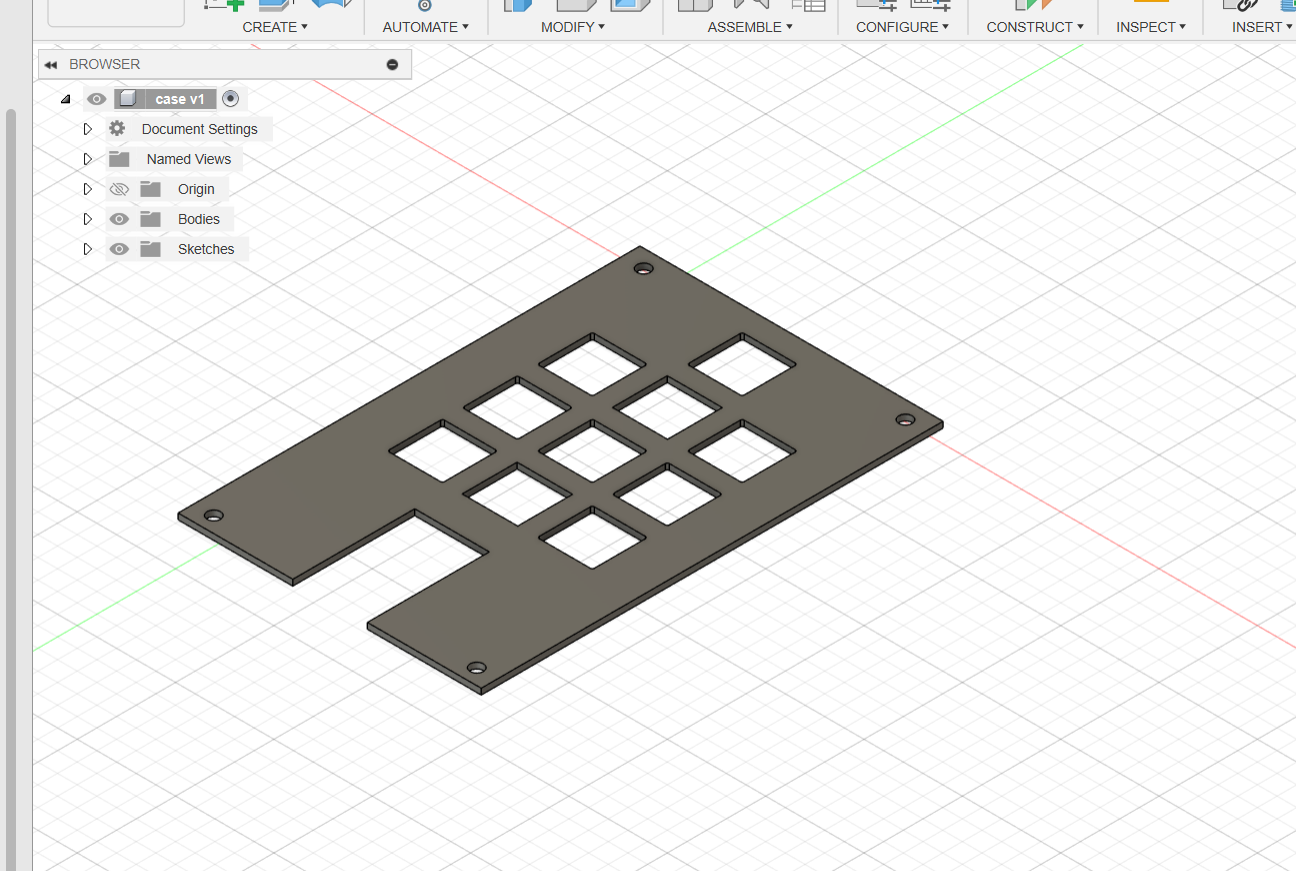 CREATE ▾ AUTOMATE ▾ MODIFY ▾ ASSEMBLE ▾ CONFIGURE ▾ CONSTRUCT ▾ INSPECT ▾ INSERT ▾
BROWSER
case v1
Document Settings
Named Views
Origin
Bodies
Sketches